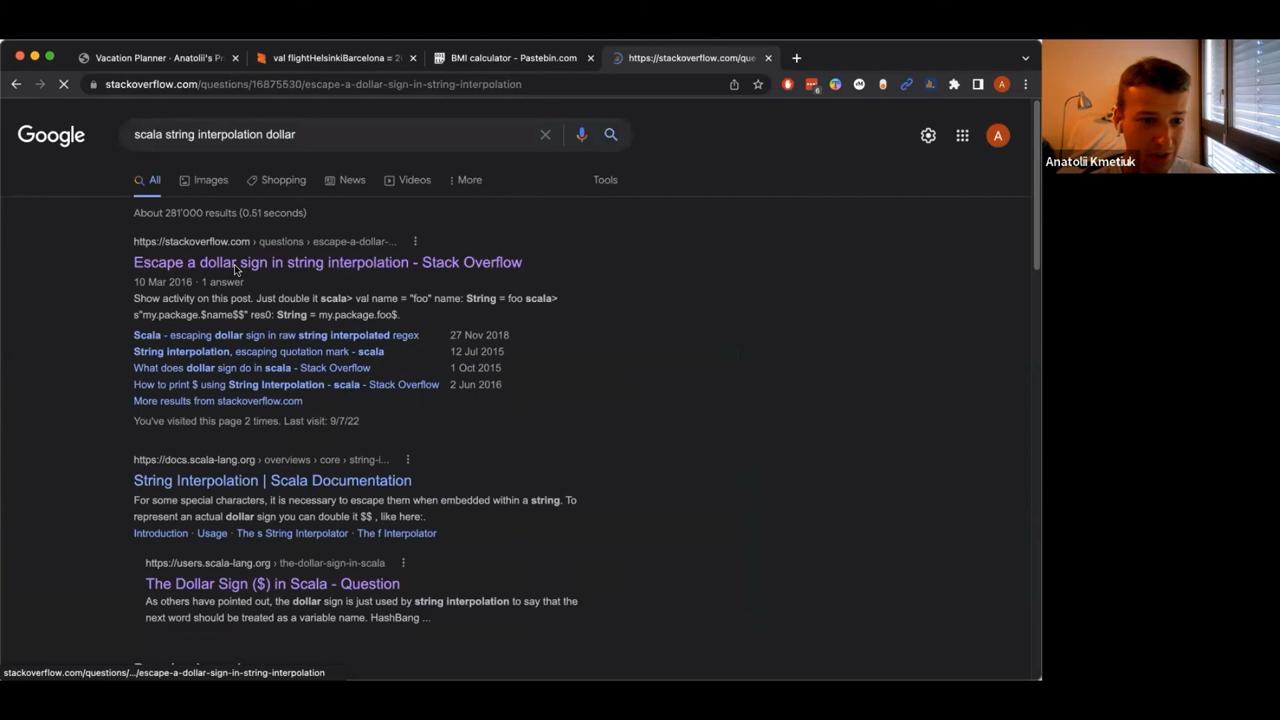 Vacation Planner - Anatolii's Pr
val flightHelsinkiBarcelona = 20
BMI calculator - Pastebin.com
https://stackoverflow.com/que
stackoverflow.com/questions/16875530/escape-a-dollar-sign-in-string-interpolation
6
A
Google
scala string interpolation dollar
A
All
Images
Shopping
News
Videos
More
Tools
About 281'000 results (0.51 seconds)
https://stackoverflow.com › questions › escape-a-dollar-...
Escape a dollar sign in string interpolation - Stack Overflow
10 Mar 2016 · 1 answer
Show activity on this post. Just double it scala> val name = "foo" name: String = foo scala>
s"my.package.$name$$" res0: String = my.package.foo$.
Scala - escaping dollar sign in raw string interpolated regex 27 Nov 2018
String interpolation, escaping quotation mark - scala 12 Jul 2015
What does dollar sign do in scala - Stack Overflow 1 Oct 2015
How to print $ using String Interpolation - scala - Stack Overflow 2 Jun 2016
More results from stackoverflow.com
You've visited this page 2 times. Last visit: 9/7/22
https://docs.scala-lang.org › overviews › core › string-i...
String Interpolation | Scala Documentation
For some special characters, it is necessary to escape them when embedded within a string. To
represent an actual dollar sign you can double it $$ , like here:.
Introduction · Usage · The s String Interpolator · The f Interpolator
https://users.scala-lang.org › the-dollar-sign-in-scala
The Dollar Sign ($) in Scala - Question
As others have pointed out, the dollar sign is just used by string interpolation to say that the
next word should be treated as a variable name. HashBang ...
stackoverflow.com/questions/.../escape-a-dollar-sign-in-string-interpolation
Anatolii Kmetiuk